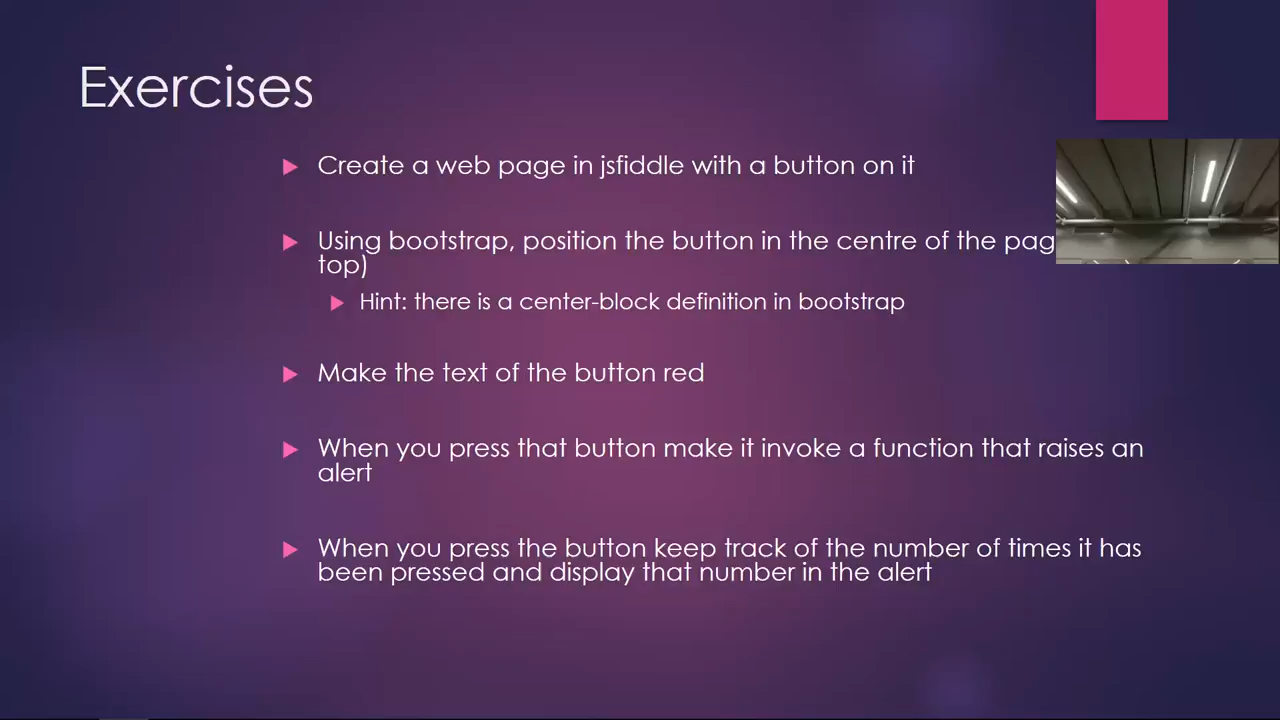 Exercises
Create a web page in jsfiddle with a button on it
Using bootstrap, position the button in the centre of the
top)
Hint: there is a center-block definition in bootstrap
Make the text of the button red
When you press that button make it invoke a function that raises an
alert
When you press the button keep track of the number of times it has
been pressed and display that number in the alert